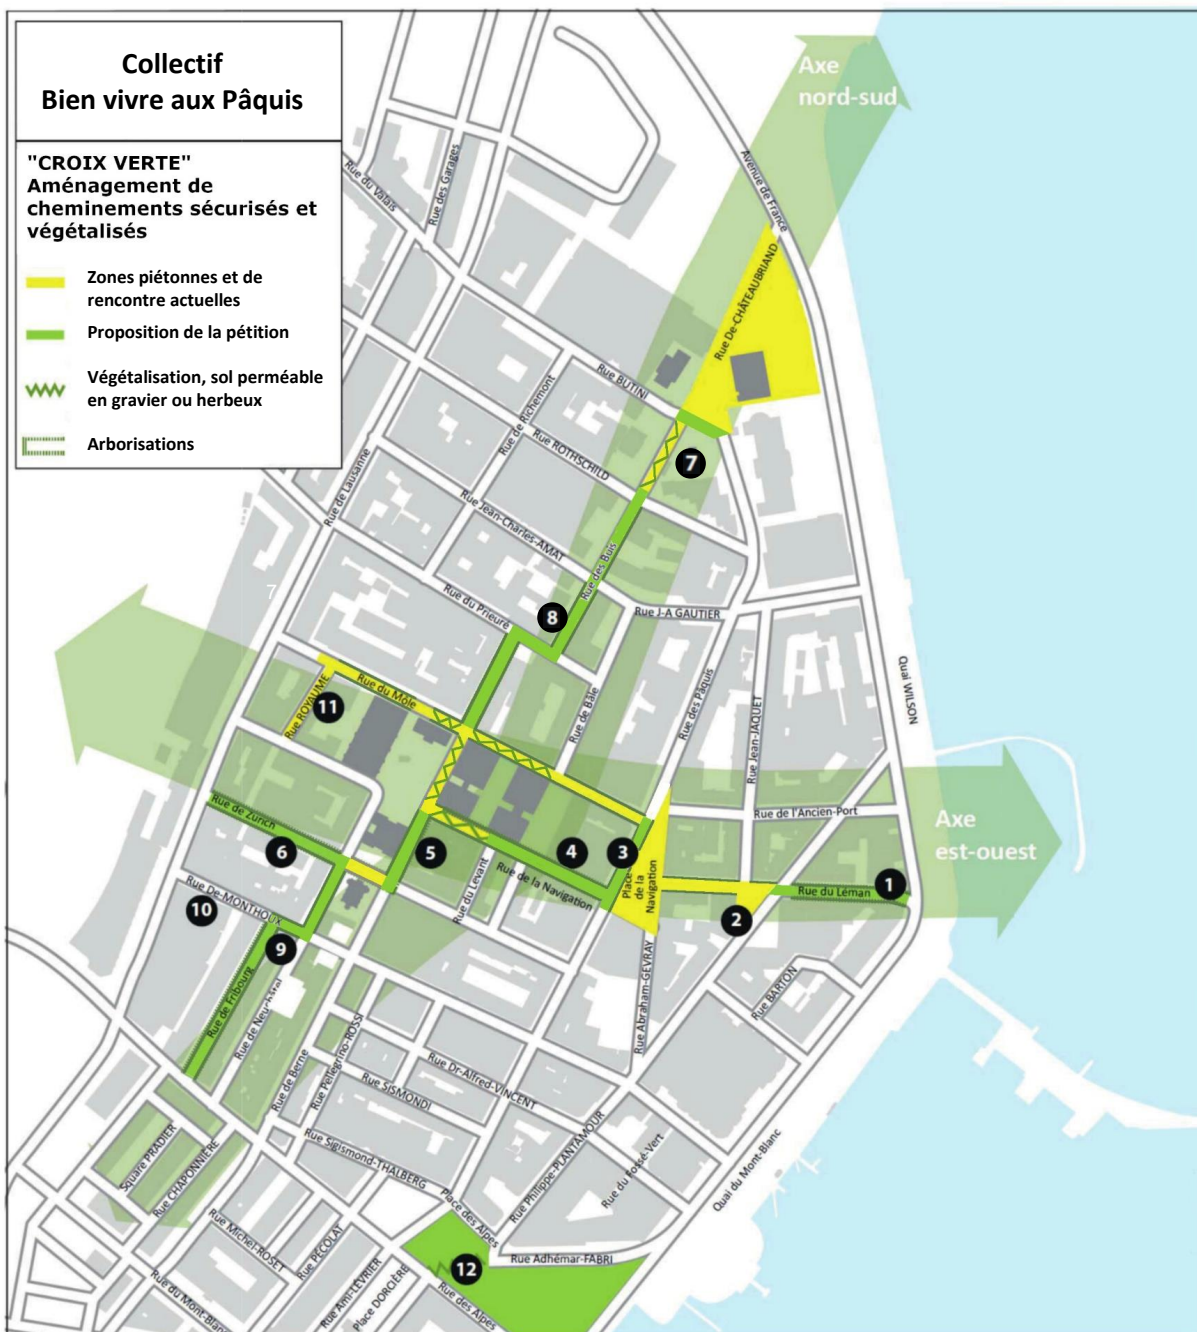 Collectif
Bien vivre aux Pâquis
"CROIX VERTE"
Aménagement de
cheminements sécurisés et
végétalisés
Zones piétonnes et de
rencontre actuelles
Proposition de la pétition
Végétalisation, sol perméable
en gravier ou herbeux
Arborisations
Axe
nord-sud
Avenue de France
Rue du Valais
Rue des Garages
Rue De-CHÂTEAUBRIAND
Rue BUTINI
Rue de Richemont
Rue ROTHSCHILD
7
Rue de Lausanne
Rue Jean-Charles-AMAT
Rue des Buis
7
Rue du Prieuré
8
Rue J-A GAUTIER
Quai WILSON
Rue du Môle
Rue ROYAUME
11
Rue de Bâle
Rue des Pâquis
Rue Jean-JAQUET
Rue de l'Ancien-Port
Axe
est-ouest
Rue de Zurich
6
5
4
3
Place
de la
Navigation
Rue du Levant
Rue de la Navigation
Rue du Léman
1
2
Rue De-MONTHOUX
10
9
Rue de Fribourg
Rue de Neuchâtel
Rue BARTON
Rue Abraham-GEVRAY
Rue de Berne
Rue Pellegrino-ROSSI
Rue Dr-Alfred-VINCENT
Rue SISMONDI
Rue Sigismond-THALBERG
Rue Philippe-PLANTAMOUR
Rue du Fossé-Vert
Quai du Mont-Blanc
Square PRADIER
Rue CHAPONNIÈRE
Place des Alpes
Rue Adhémar-FABRI
12
Rue Michel-ROSET
Rue PÉCOLAT
Rue Ami-LÉVRIER
Place DORCIÈRE
Rue des Alpes
Rue du Mont-Blanc